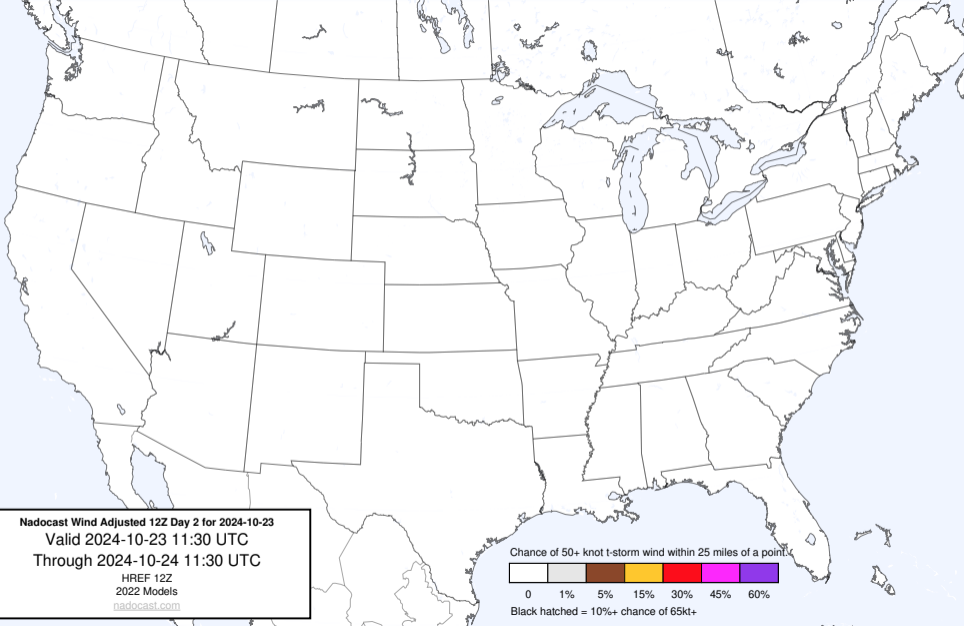 Nadocast Wind Adjusted 12Z Day 2 for 2024-10-23
Valid 2024-10-23 11:30 UTC
Through 2024-10-24 11:30 UTC
HREF 12Z
2022 Models
nadocast.com
Chance of 50+ knot t-storm wind within 25 miles of a point.
0 1% 5% 15% 30% 45% 60%
Black hatched = 10%+ chance of 65kt+